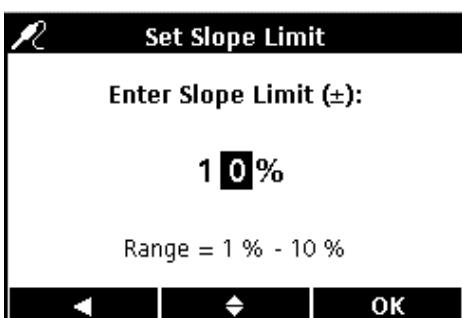 Set Slope Limit
Enter Slope Limit (±):
10%
Range = 1 % - 10 %
OK